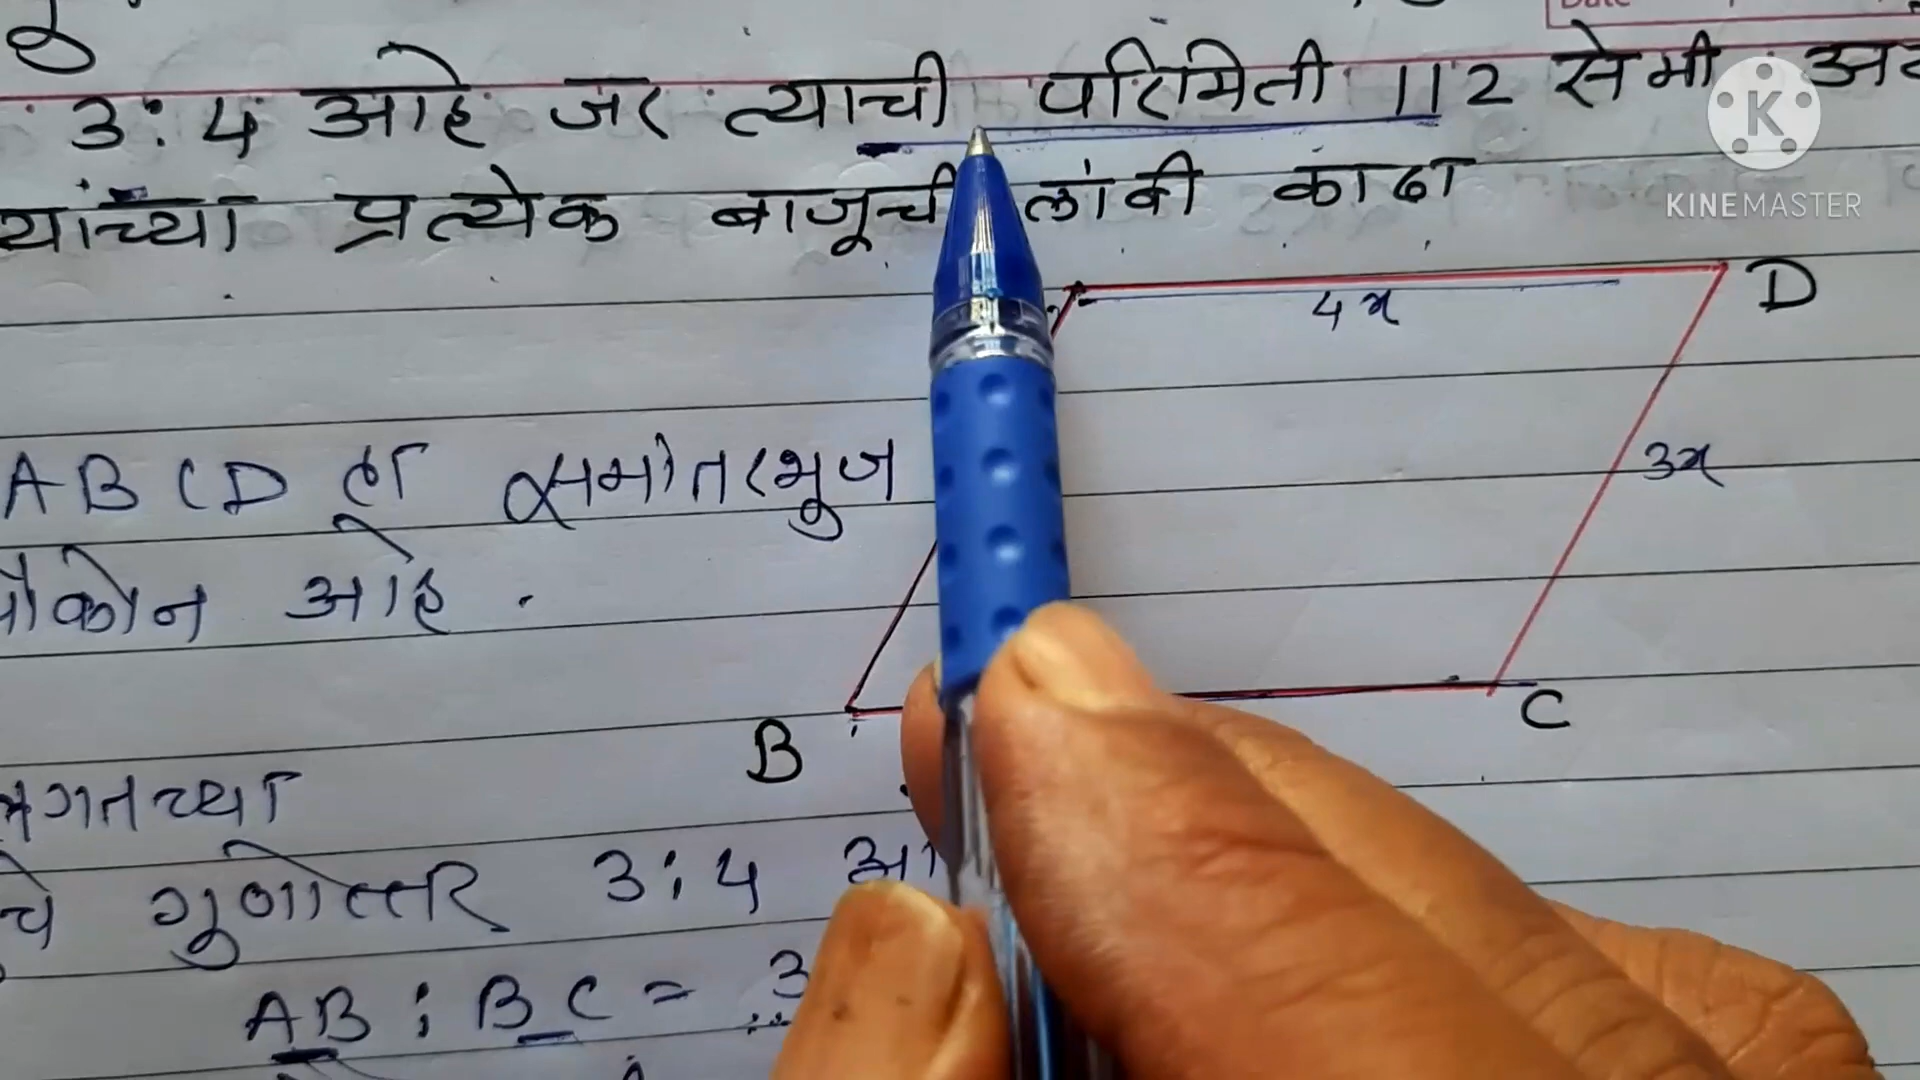 Date
3:4 आहे जर त्याची परिमिती 112 सेमी
प्रत्येक बाजूची लांबी काढा
KINEMASTER
4x
D
ABCD हा समांतरभुज
3x
आहे.
C
B
गुणोत्तर 3:4
AB : BC = 3